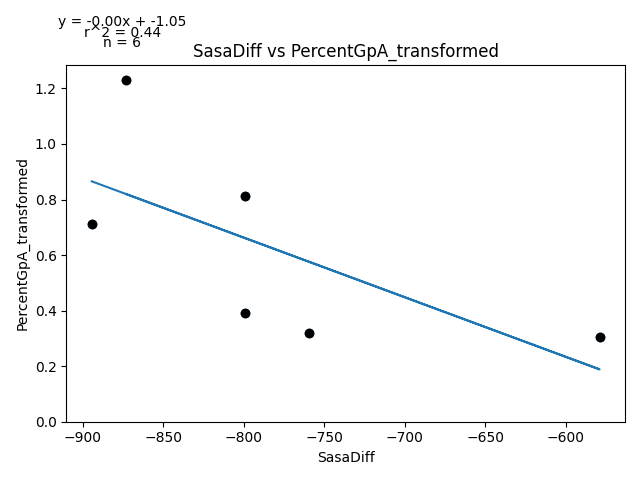 y = -0.00x + -1.05
r^2 = 0.44
n = 6
SasaDiff vs PercentGpA_transformed
1.2
1.0
0.8
0.6
0.4
0.2
0.0
PercentGpA_transformed
−900 −850 −800 −750 −700 −650 −600
SasaDiff